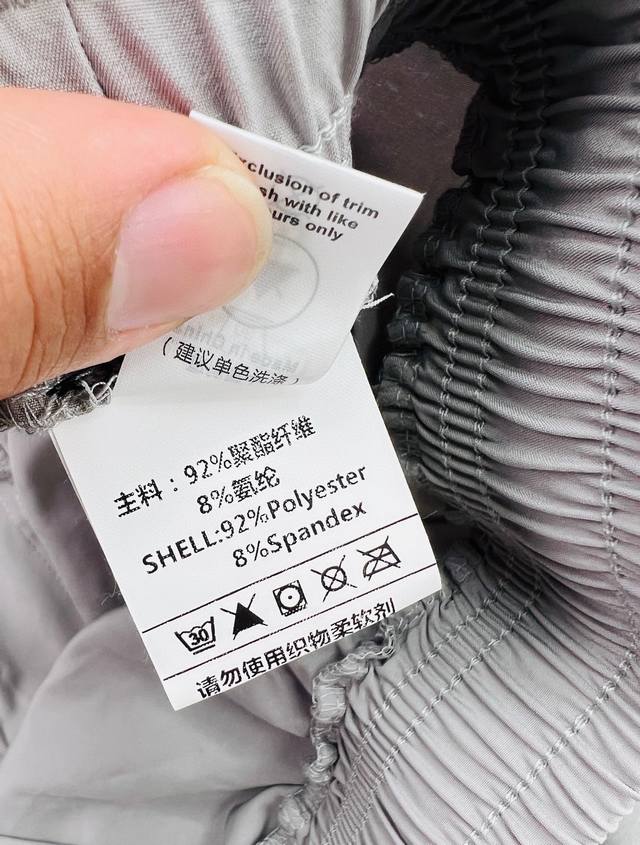 exclusion of trim
sh with like
urs only
(建议单色洗涤)
主料：92%聚酯纤维
8%氨纶
SHELL:92%Polyester
8%Spandex
30
请勿使用织物柔软剂